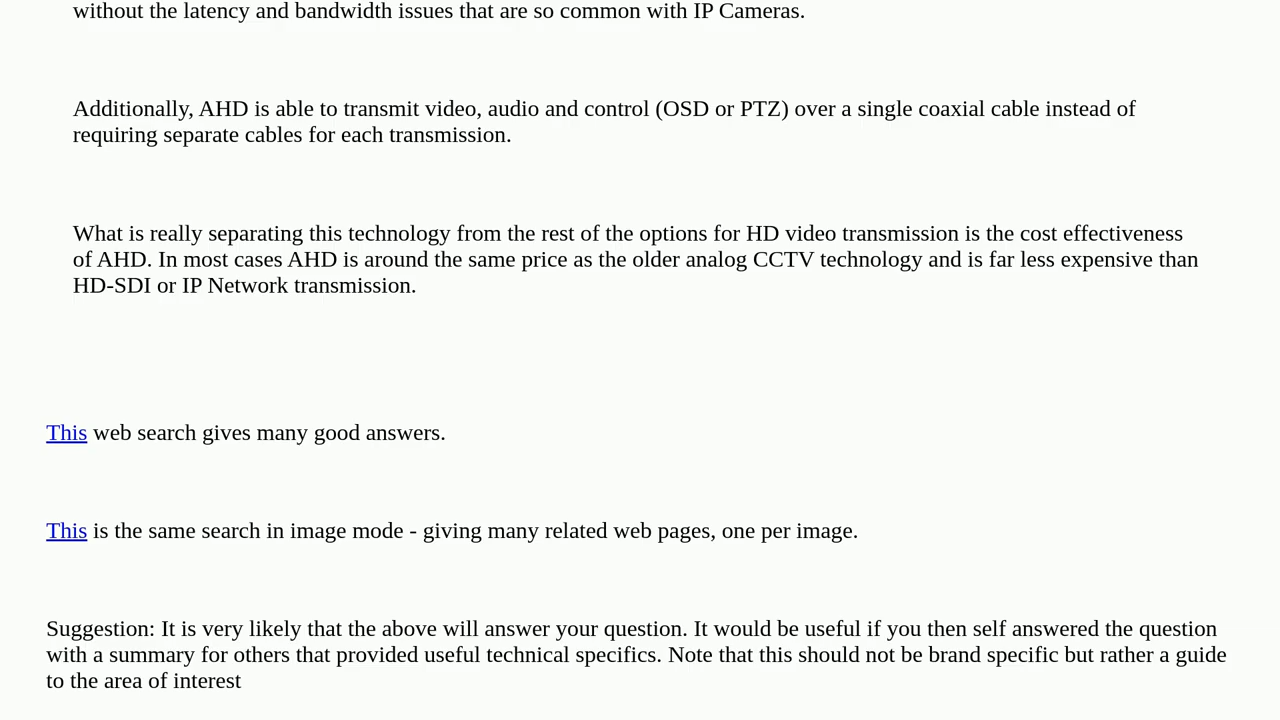 without the latency and bandwidth issues that are so common with IP Cameras.
Additionally, AHD is able to transmit video, audio and control (OSD or PTZ) over a single coaxial cable instead of
requiring separate cables for each transmission.
What is really separating this technology from the rest of the options for HD video transmission is the cost effectiveness
of AHD. In most cases AHD is around the same price as the older analog CCTV technology and is far less expensive than
HD-SDI or IP Network transmission.
This web search gives many good answers.
This is the same search in image mode - giving many related web pages, one per image.
Suggestion: It is very likely that the above will answer your question. It would be useful if you then self answered the question
with a summary for others that provided useful technical specifics. Note that this should not be brand specific but rather a guide
to the area of interest